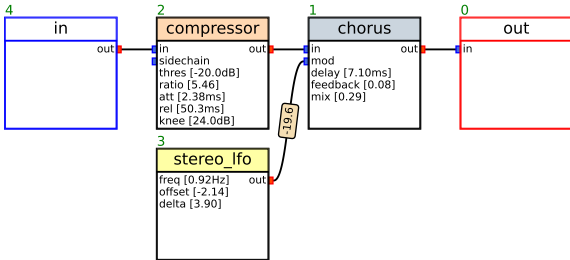 4
in
out
2
compressor
in
out
sidechain
thres [-20.0dB]
ratio [5.46]
att [2.38ms]
rel [50.3ms]
knee [24.0dB]
1
chorus
in
out
mod
delay [7.10ms]
feedback [0.08]
mix [0.29]
0
out
in
-19.6
3
stereo_lfo
freq [0.92Hz]
out
offset [-2.14]
delta [3.90]